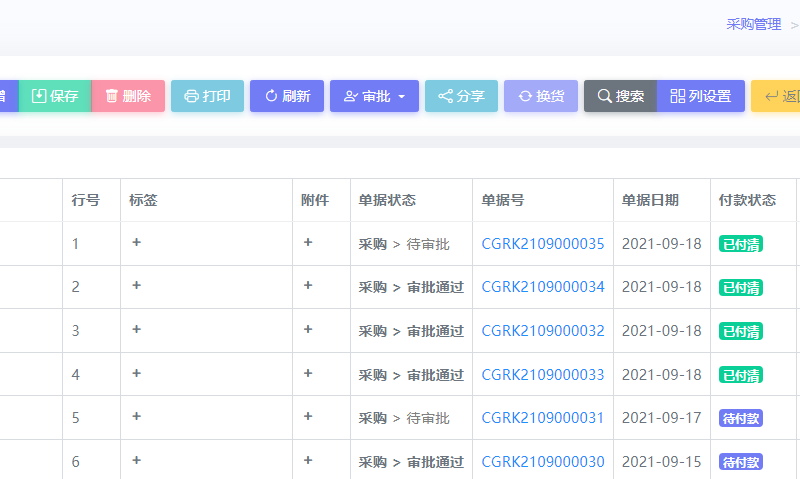 采购管理 >
增 保存 删除 打印 刷新 审批 分享 换货 搜索 列设置 返回
行号 标签 附件 单据状态 单据号 单据日期 付款状态
1 + + 采购 > 待审批 CGRK2109000035 2021-09-18 已付清
2 + + 采购 > 审批通过 CGRK2109000034 2021-09-18 已付清
3 + + 采购 > 审批通过 CGRK2109000032 2021-09-18 已付清
4 + + 采购 > 审批通过 CGRK2109000033 2021-09-18 已付清
5 + + 采购 > 待审批 CGRK2109000031 2021-09-17 待付款
6 + + 采购 > 审批通过 CGRK2109000030 2021-09-15 待付款